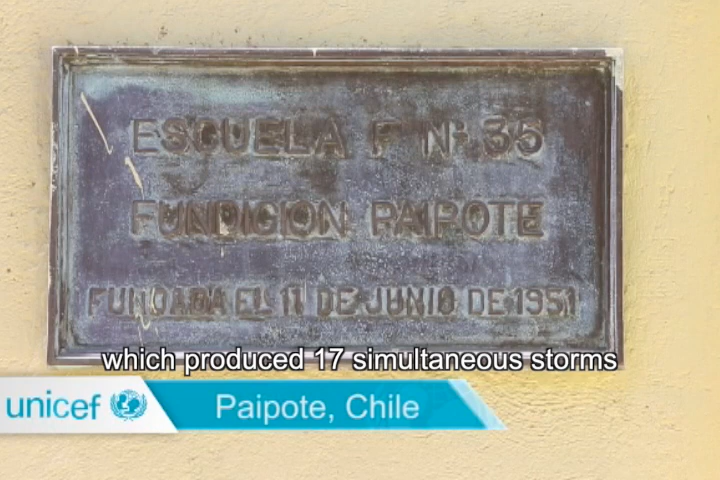 ESCUELA F Nº 35
FUNDICION PAIPOTE
FUNDADA EL 11 DE JUNIO DE 1951
which produced 17 simultaneous storms
unicef
Paipote, Chile